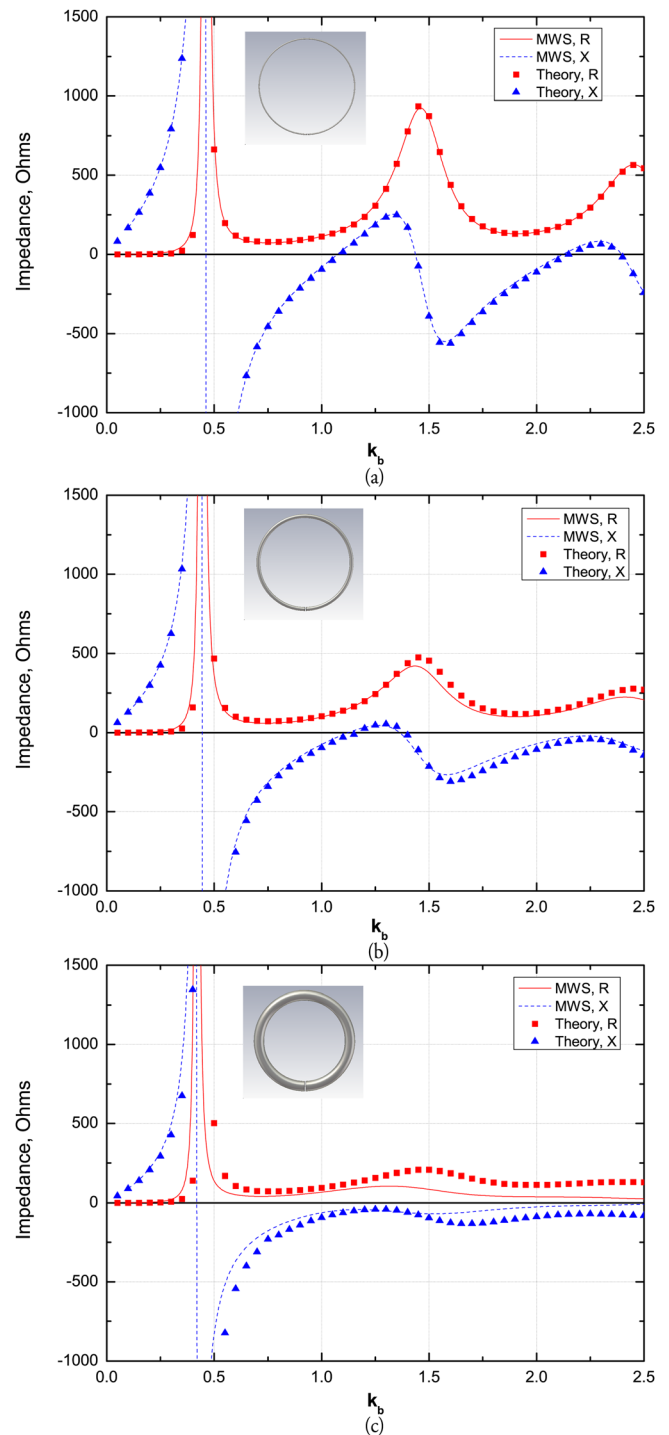 1500
1000
500
0
-500
-1000
Impedance, Ohms
MWS, R
MWS, X
Theory, R
Theory, X
0.0 0.5 1.0 1.5 2.0 2.5
k_b
(a)
1500
1000
500
0
-500
-1000
Impedance, Ohms
MWS, R
MWS, X
Theory, R
Theory, X
0.0 0.5 1.0 1.5 2.0 2.5
k_b
(b)
1500
1000
500
0
-500
-1000
Impedance, Ohms
MWS, R
MWS, X
Theory, R
Theory, X
0.0 0.5 1.0 1.5 2.0 2.5
k_b
(c)